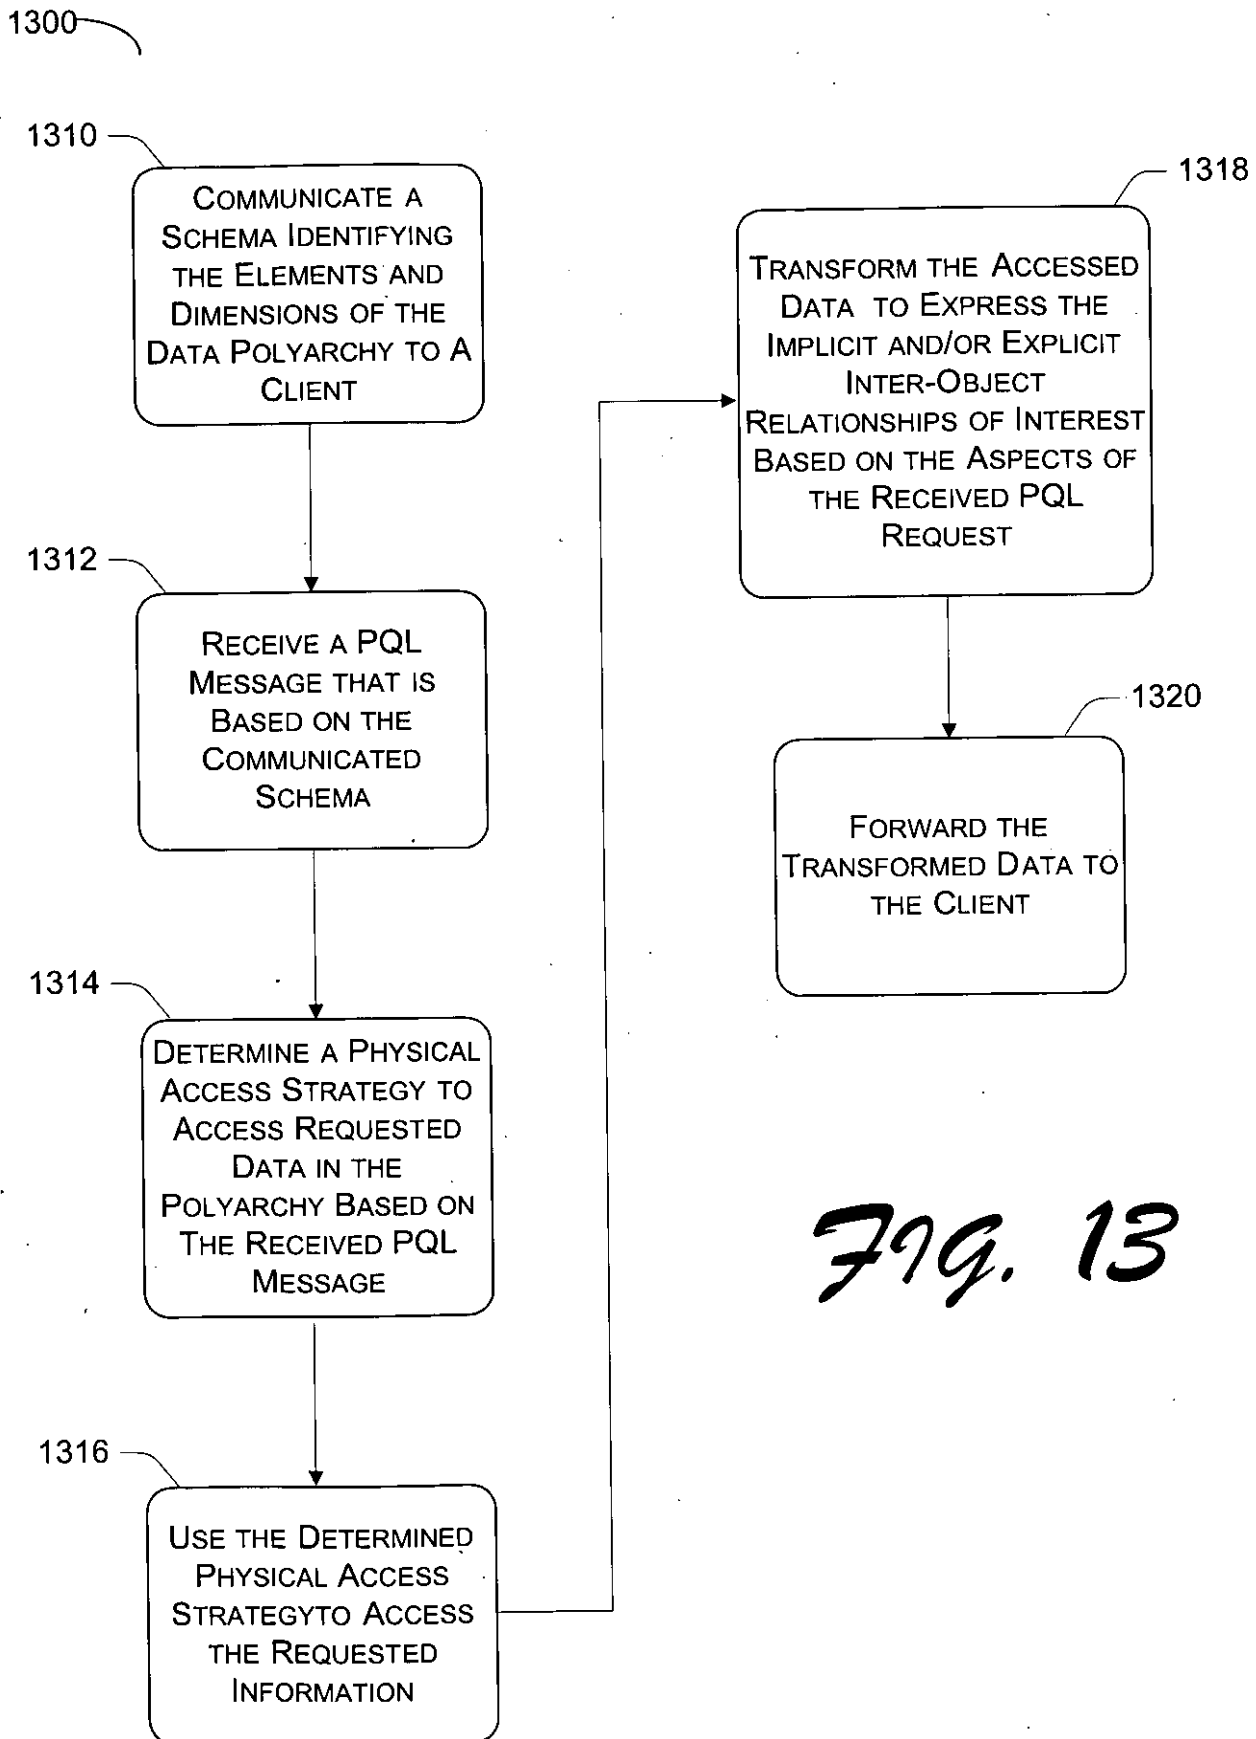 1300
1310
COMMUNICATE A
SCHEMA IDENTIFYING
THE ELEMENTS AND
DIMENSIONS OF THE
DATA POLYARCHY TO A
CLIENT
1312
RECEIVE A PQL
MESSAGE THAT IS
BASED ON THE
COMMUNICATED
SCHEMA
1314
DETERMINE A PHYSICAL
ACCESS STRATEGY TO
ACCESS REQUESTED
DATA IN THE
POLYARCHY BASED ON
THE RECEIVED PQL
MESSAGE
1316
USE THE DETERMINED
PHYSICAL ACCESS
STRATEGYTO ACCESS
THE REQUESTED
INFORMATION
1318
TRANSFORM THE ACCESSED
DATA TO EXPRESS THE
IMPLICIT AND/OR EXPLICIT
INTER-OBJECT
RELATIONSHIPS OF INTEREST
BASED ON THE ASPECTS OF
THE RECEIVED PQL
REQUEST
1320
FORWARD THE
TRANSFORMED DATA TO
THE CLIENT
FIG. 13